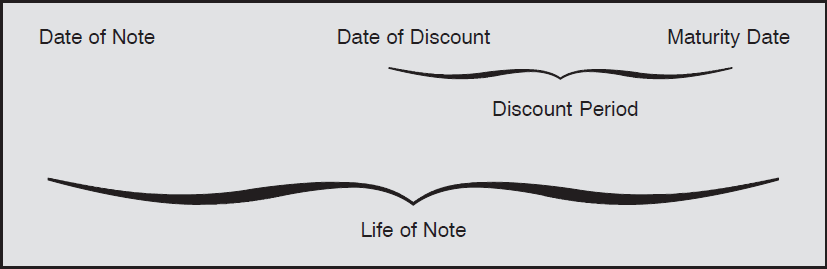 Date of Note Date of Discount Maturity Date
Discount Period
Life of Note